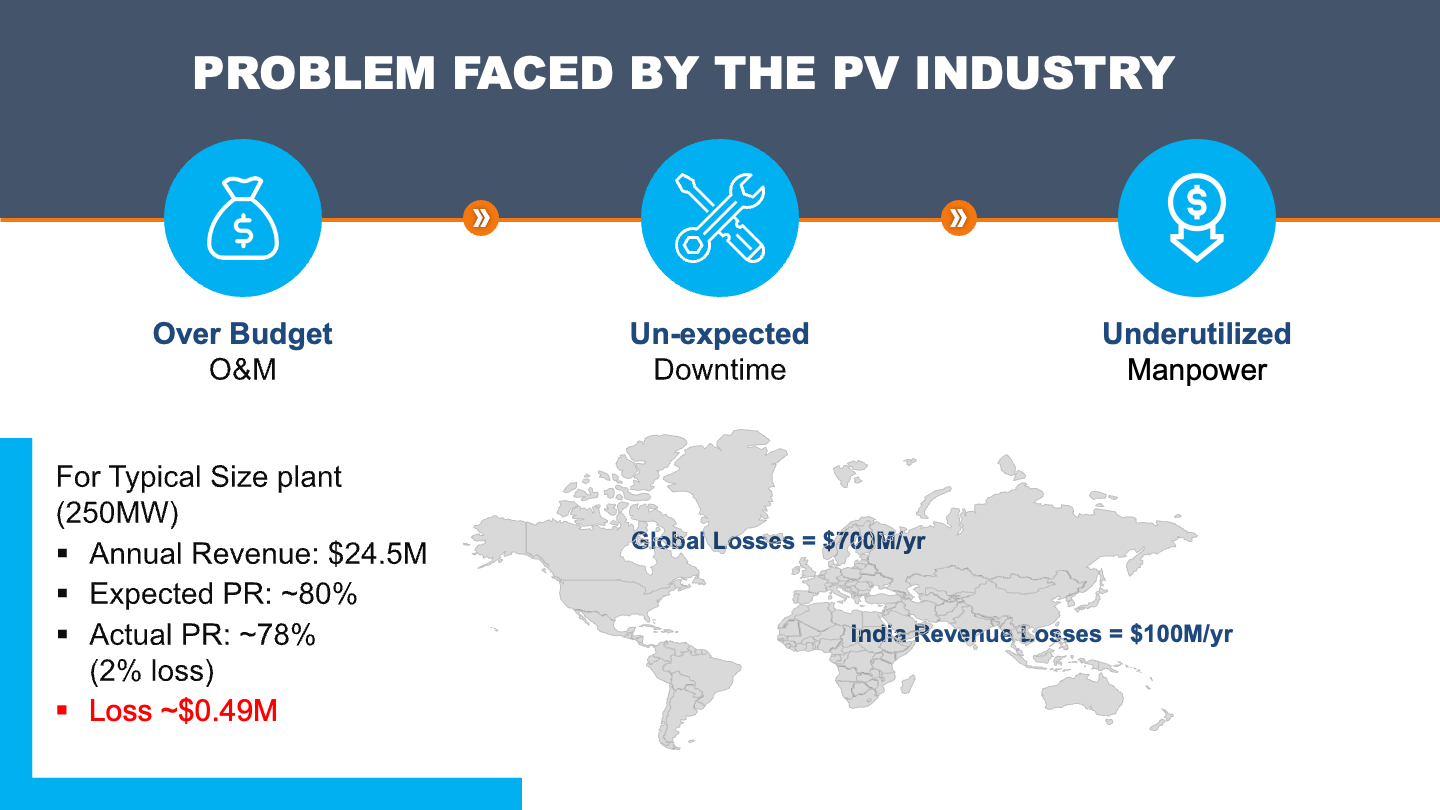 PROBLEM FACED BY THE PV INDUSTRY
Over Budget
O&M
Un-expected
Downtime
Underutilized
Manpower
For Typical Size plant
(250MW)
▪ Annual Revenue: $24.5M
▪ Expected PR: ~80%
▪ Actual PR: ~78%
(2% loss)
▪ Loss ~$0.49M
Global Losses = $700M/yr
India Revenue Losses = $100M/yr